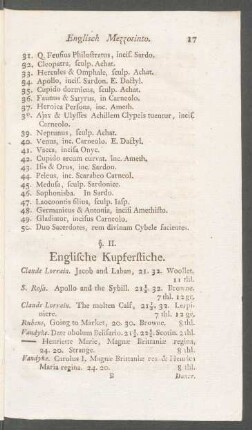 Englisch Mezzotinto. 17
31. Q. Feusius Philostratus, incis. Sardo.
32. Cleopatra, sculp. Achat.
33. Hercules & Omphale, sculp. Achat.
34. Apollo, incis. Sardon. E. Dactyl.
35. Cupido dormiens, sculp. Achat.
36. Faunus & Satyrus, in Carneolo.
37. Heroica Persona, inc. Ameth.
38. Ajax & Ulysses Achillem Clypeis tuentur, incis.
Carneol.
39. Neptunus, sculp. Achat.
40. Venus, inc. Carneolo. E. Dactyl.
41. Vacca, incisa Onyc.
42. Cupido arcum curvat. inc. Ameth.
43. Isis & Oros, inc. Sardon.
44. Peleus, inc. Scarabeo Carneol.
45. Medusa, sculp. Sardonice.
46. Sophonisba. In Sardo.
47. Laocoontis filius, sculp. Iasp.
48. Germanicus & Antonia, incisi Amethisto.
49. Gladiator, incisus Carneolo.
50. Duo Sacerdotes, rem divinam Cybele facientes.
§. II.
Englische Kupferstiche.
Claude Lorrain. Jacob and Laban, 21. 32. Woollet.
11 thl.
S. Rosa. Apollo and the Sybill. 21½. 32. Browne.
7 thl. 12 gr.
Claude Lorrain. The molten Calf, 21½. 32.
niere. 7 thl. 12 gr.
Rubens, Going to Market, 20. 30. Browne. 8 thl.
Vandyke. Date obolum Belisario. 21½. 22½. Scotin. 2 thl.
— Henriette Marie, Magnæ Brittaniæ regina,
24. 20. Strange. 8 thl.
Vandyke. Carolus I. Magnæ Brittaniæ rex & Henriet
Maria regina. 24. 20. 8 thl.
B